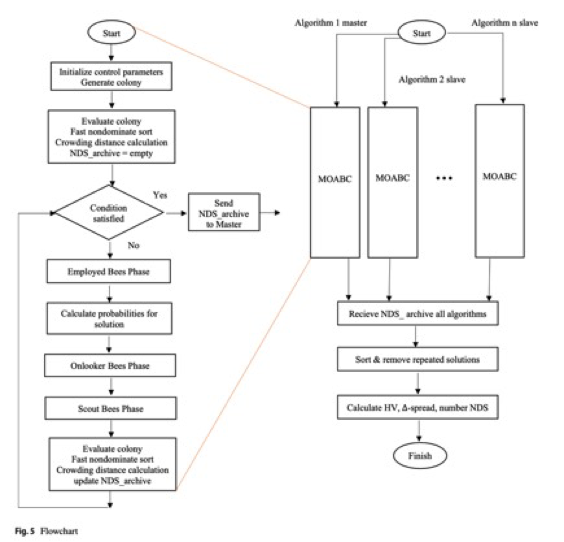 Start
Initialize control parameters
Generate colony
Evaluate colony
Fast nondominate sort
Crowding distance calculation
NDS_archive = empty
Condition
satisfied
Yes
Send
NDS_archive
to Master
No
Employed Bees Phase
Calculate probabilities for
solution
Onlooker Bees Phase
Scout Bees Phase
Evaluate colony
Fast nondominate sort
Crowding distance calculation
update NDS_archive
Algorithm 1 master
Start
Algorithm n slave
Algorithm 2 slave
MOABC
MOABC
...
MOABC
Recieve NDS_ archive all algorithms
Sort & remove repeated solutions
Calculate HV, Δ-spread, number NDS
Finish
Fig. 5 Flowchart